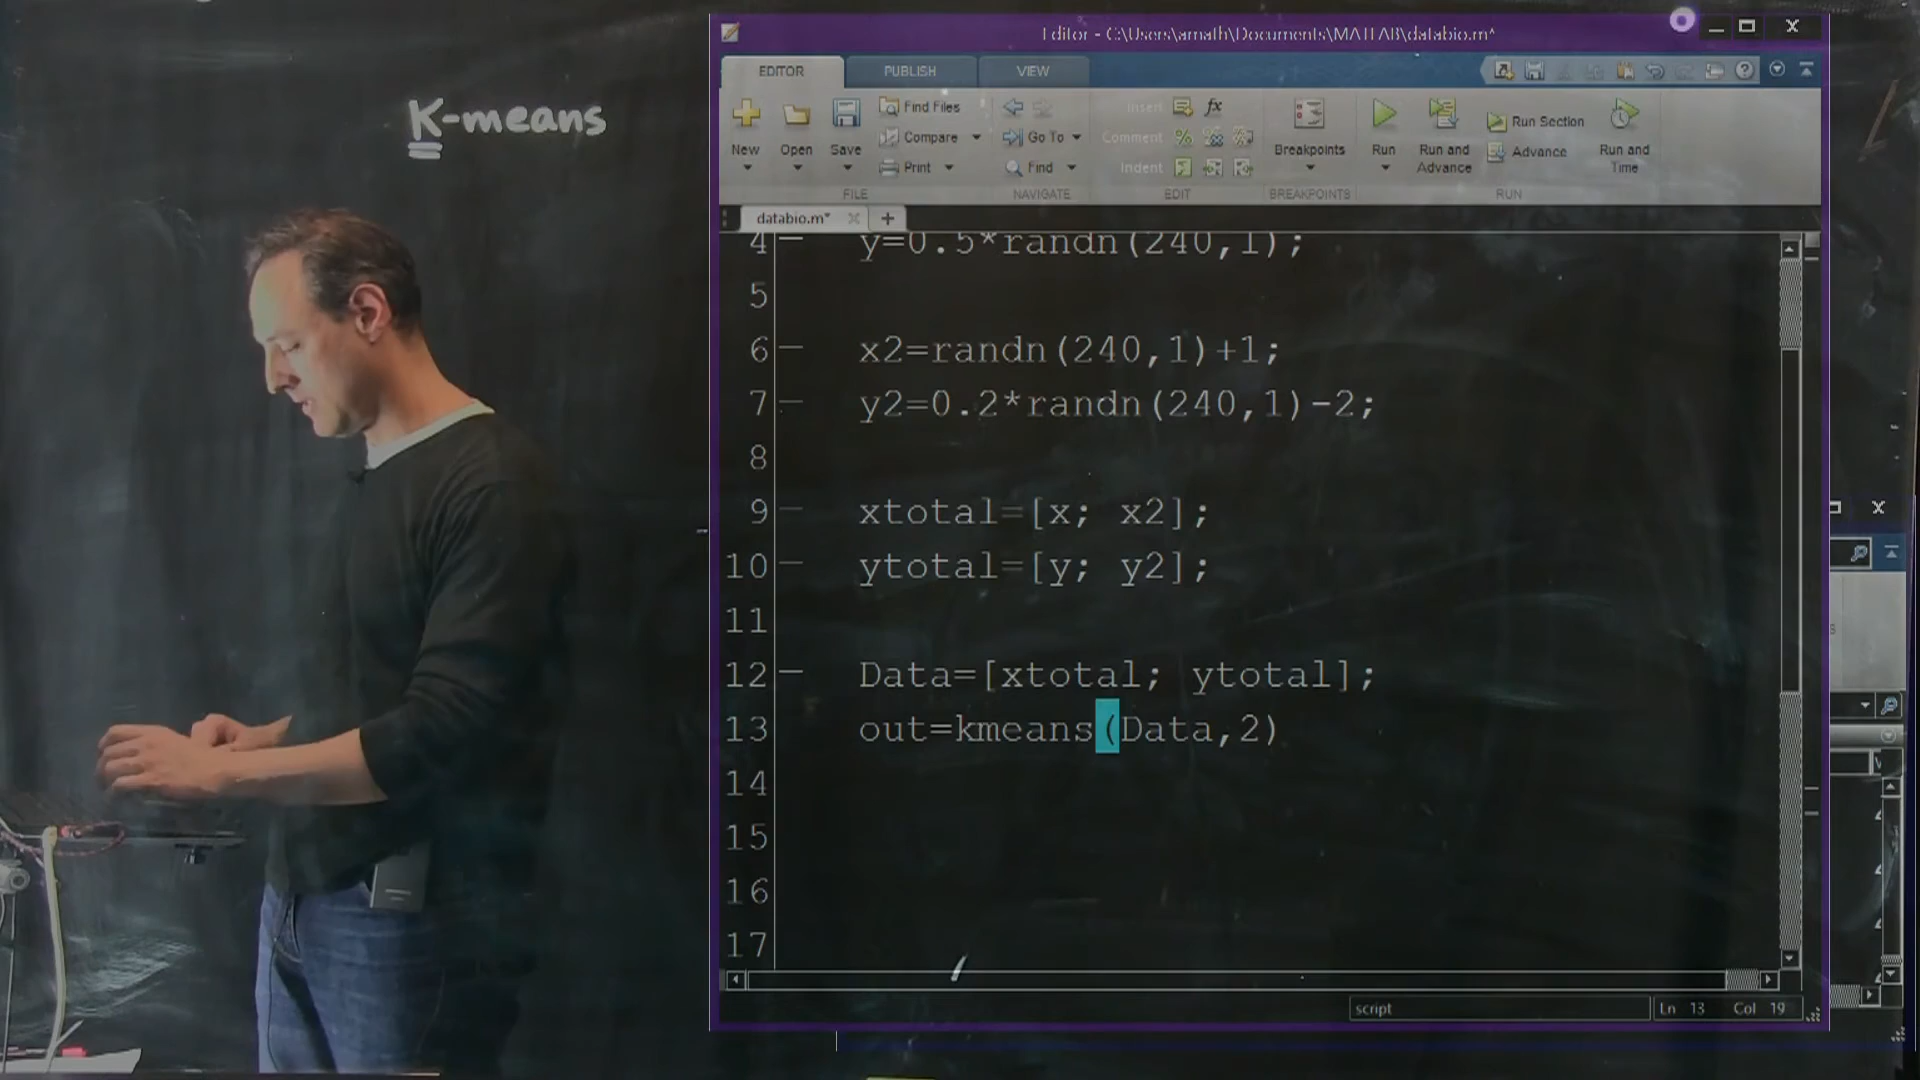 K-means
Editor - C:\Users\amath\Documents\MATLAB\databio.m*
EDITOR PUBLISH VIEW
New
Open
Save
Find Files
Compare
Print
FILE
Go To
Find
NAVIGATE
Insert
Comment
Indent
EDIT
Breakpoints
BREAKPOINTS
Run
Run and Advance
Run Section
Advance
Run and Time
RUN
databio.m*
4 y=0.5*randn(240,1);
5
6 x2=randn(240,1)+1;
7 y2=0.2*randn(240,1)-2;
8
9 xtotal=[x; x2];
10 ytotal=[y; y2];
11
12 Data=[xtotal; ytotal];
13 out=kmeans(Data,2)
14
15
16
17
script Ln 13 Col 19